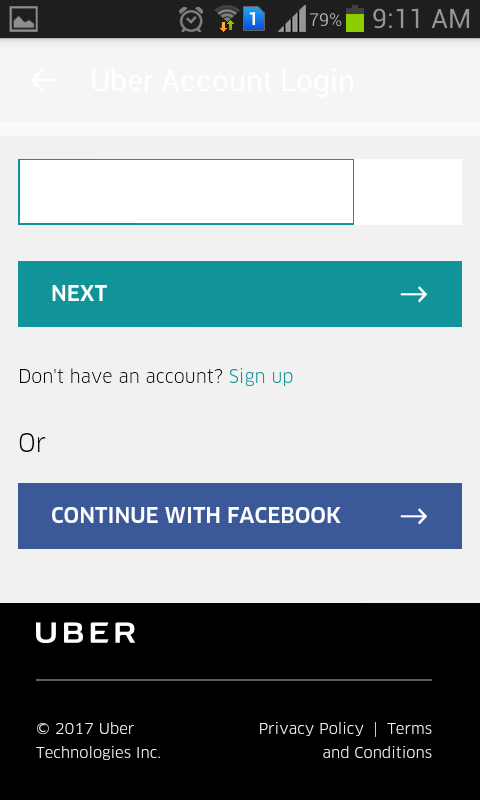 1 79% 9:11 AM
Uber Account Login
NEXT
Don't have an account? Sign up
Or
CONTINUE WITH FACEBOOK
UBER
© 2017 Uber Technologies Inc.
Privacy Policy | Terms and Conditions